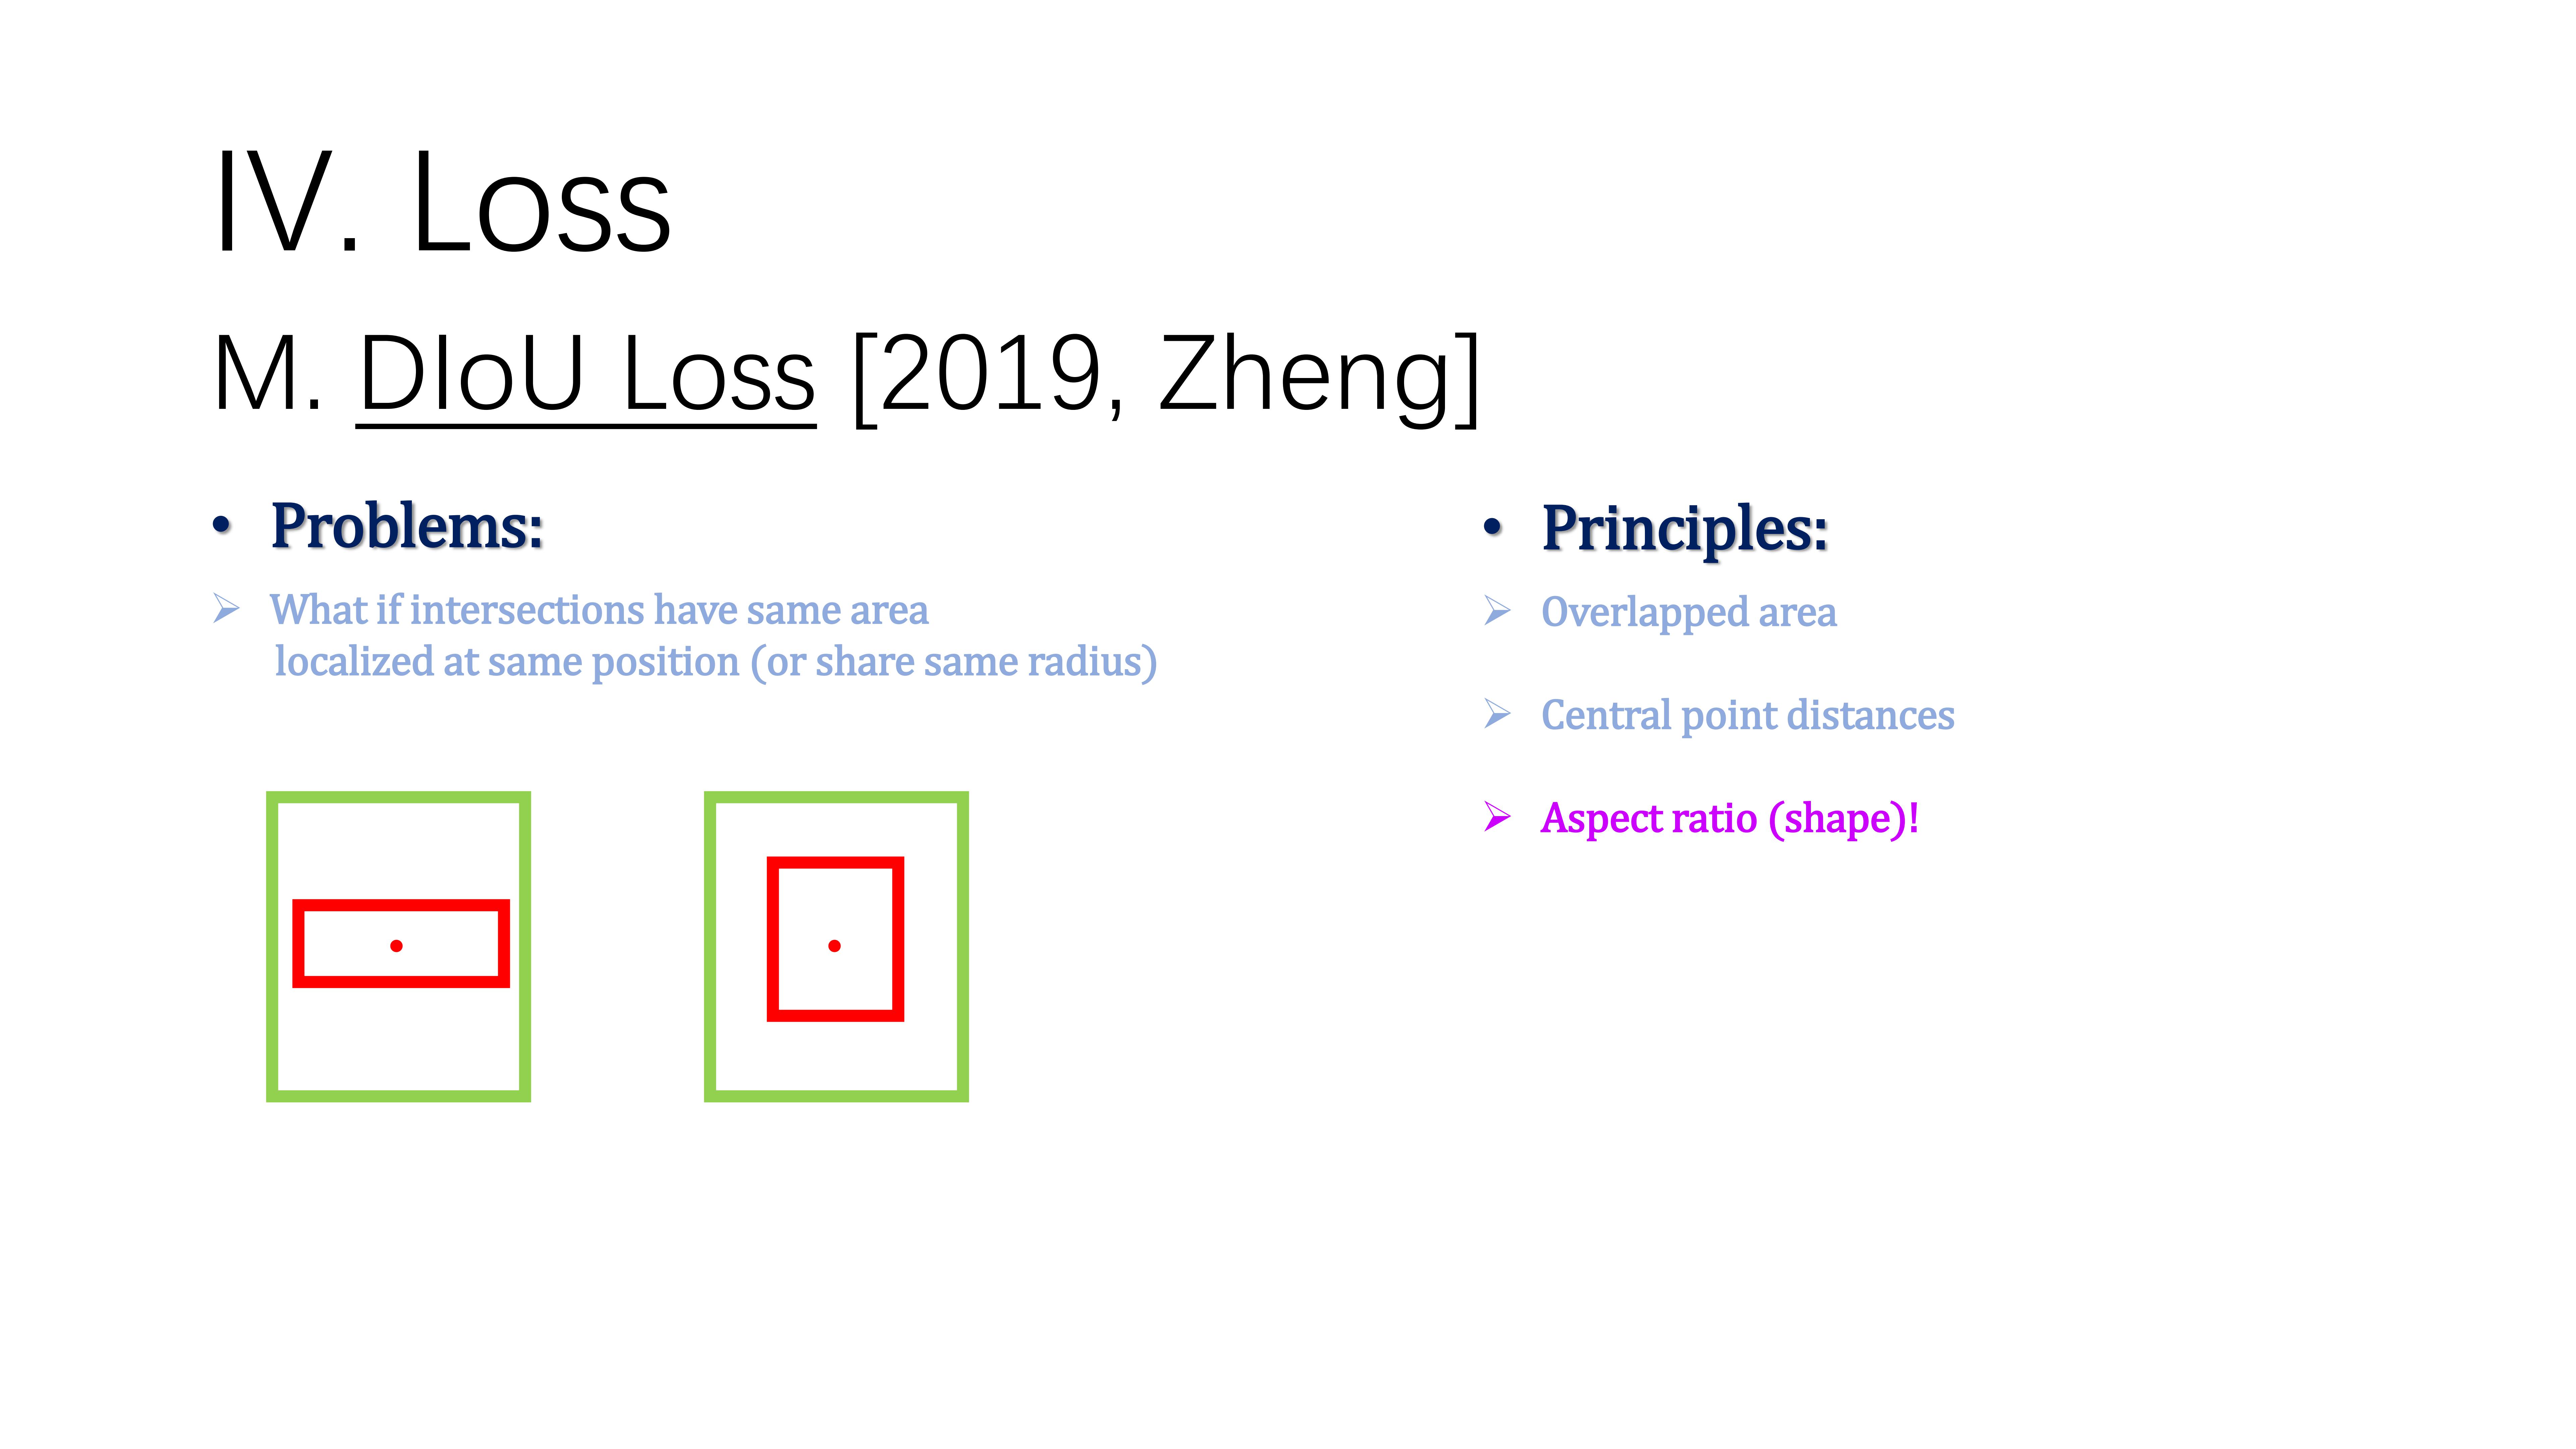 IV. Loss
M. DIoU Loss [2019, Zheng]
• Problems:
➢ What if intersections have same area
localized at same position (or share same radius)
• Principles:
➢ Overlapped area
➢ Central point distances
➢ Aspect ratio (shape)!